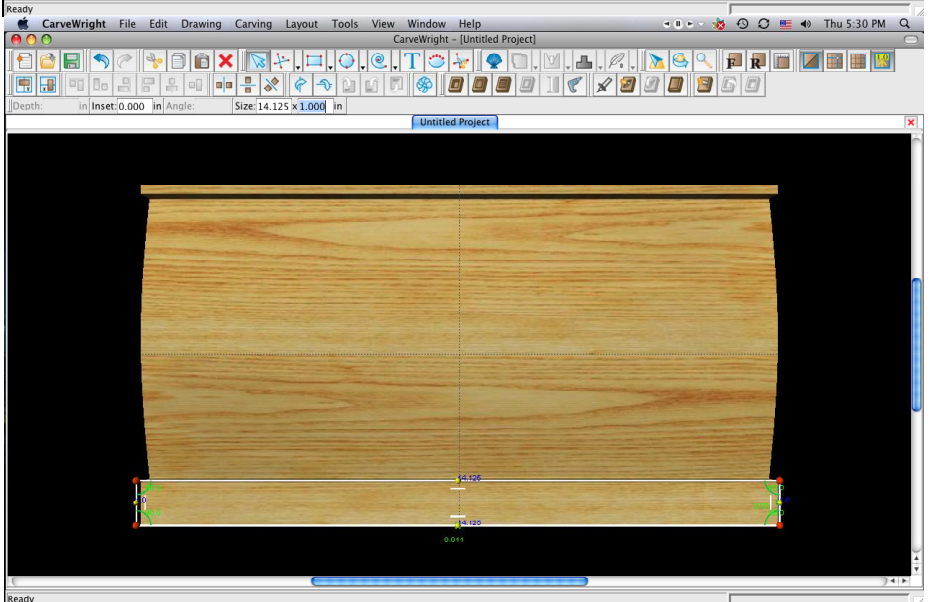 Ready
CarveWright File Edit Drawing Carving Layout Tools View Window Help Thu 5:30 PM
CarveWright – [Untitled Project]
T F R
Depth: in Inset: 0.000 in Angle: Size: 14.125 x 1.000 in
Untitled Project
14.125
14.125
0.011
Ready